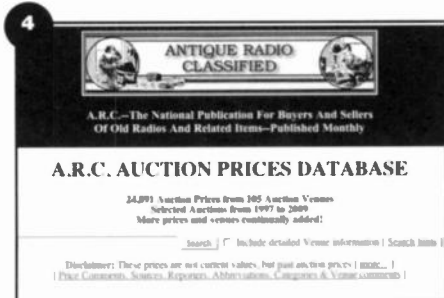 4
ANTIQUE RADIO
CLASSIFIED
A.R.C.–The National Publication For Buyers And Sellers
Of Old Radios And Related Items–Published Monthly
A.R.C. AUCTION PRICES DATABASE
24,891 Auction Prices from 105 Auction Venues
Selected Auctions from 1997 to 2009
More prices and venues continually added!
Search | Include detailed Venue information | Search hints |
Disclaimer: These prices are not current values, but past auction prices | more... |
| Price Comments, Sources, Reporters, Abbreviations, Categories & Venue comments |